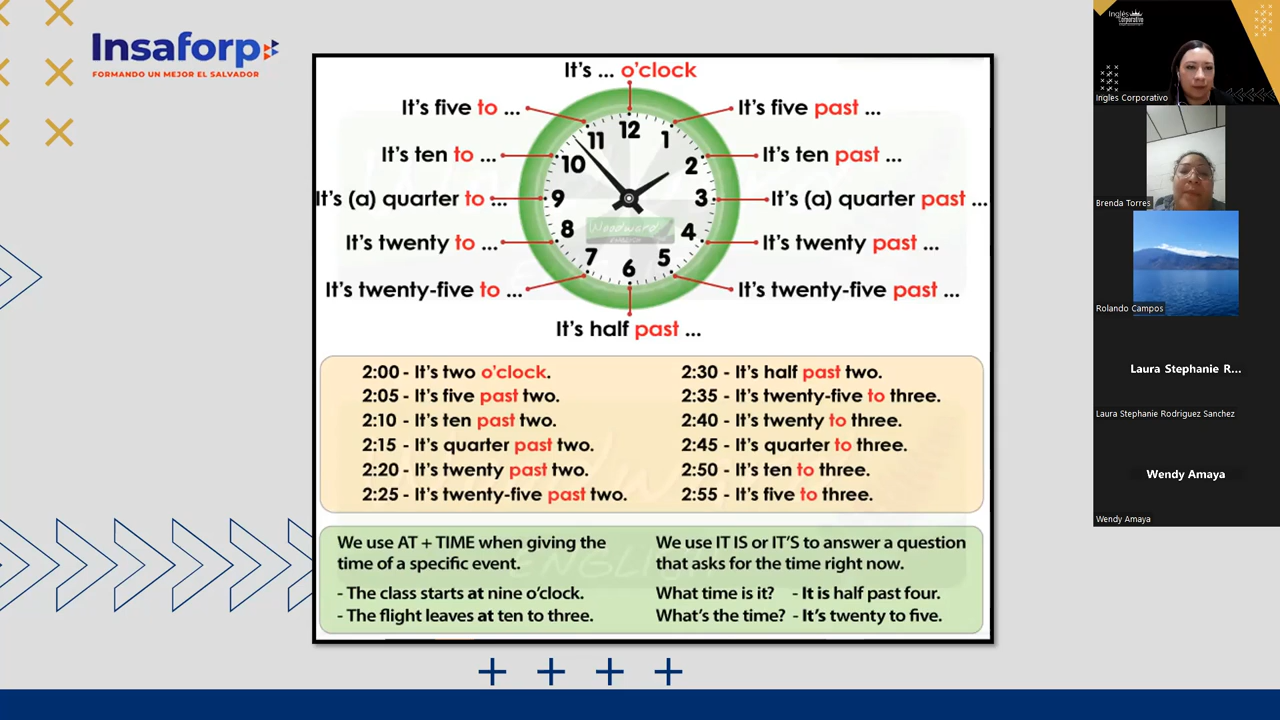 Insaforp
FORMANDO UN MEJOR EL SALVADOR
It's ... o'clock
It's five to ...
It's five past ...
It's ten to ...
It's ten past ...
It's (a) quarter to ...
It's (a) quarter past ...
It's twenty to ...
It's twenty past ...
It's twenty-five to ...
It's twenty-five past ...
It's half past ...
12
1
2
3
4
5
6
7
8
9
10
11
Woodward
ENGLISH
2:00 - It's two o'clock.
2:05 - It's five past two.
2:10 - It's ten past two.
2:15 - It's quarter past two.
2:20 - It's twenty past two.
2:25 - It's twenty-five past two.
2:30 - It's half past two.
2:35 - It's twenty-five to three.
2:40 - It's twenty to three.
2:45 - It's quarter to three.
2:50 - It's ten to three.
2:55 - It's five to three.
We use AT + TIME when giving the
time of a specific event.
- The class starts at nine o'clock.
- The flight leaves at ten to three.
We use IT IS or IT'S to answer a question
that asks for the time right now.
What time is it? - It is half past four.
What's the time? - It's twenty to five.
Inglés
Corporativo
Ingles Corporativo
Brenda Torres
Rolando Campos
Laura Stephanie R...
Laura Stephanie Rodriguez Sanchez
Wendy Amaya
Wendy Amaya